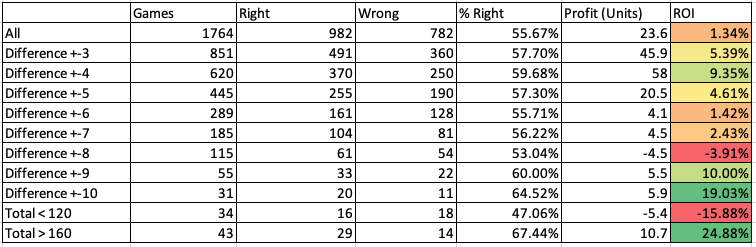 Games Right Wrong % Right Profit (Units) ROI
All 1764 982 782 55.67% 23.6 1.34%
Difference +-3 851 491 360 57.70% 45.9 5.39%
Difference +-4 620 370 250 59.68% 58 9.35%
Difference +-5 445 255 190 57.30% 20.5 4.61%
Difference +-6 289 161 128 55.71% 4.1 1.42%
Difference +-7 185 104 81 56.22% 4.5 2.43%
Difference +-8 115 61 54 53.04% -4.5 -3.91%
Difference +-9 55 33 22 60.00% 5.5 10.00%
Difference +-10 31 20 11 64.52% 5.9 19.03%
Total < 120 34 16 18 47.06% -5.4 -15.88%
Total > 160 43 29 14 67.44% 10.7 24.88%